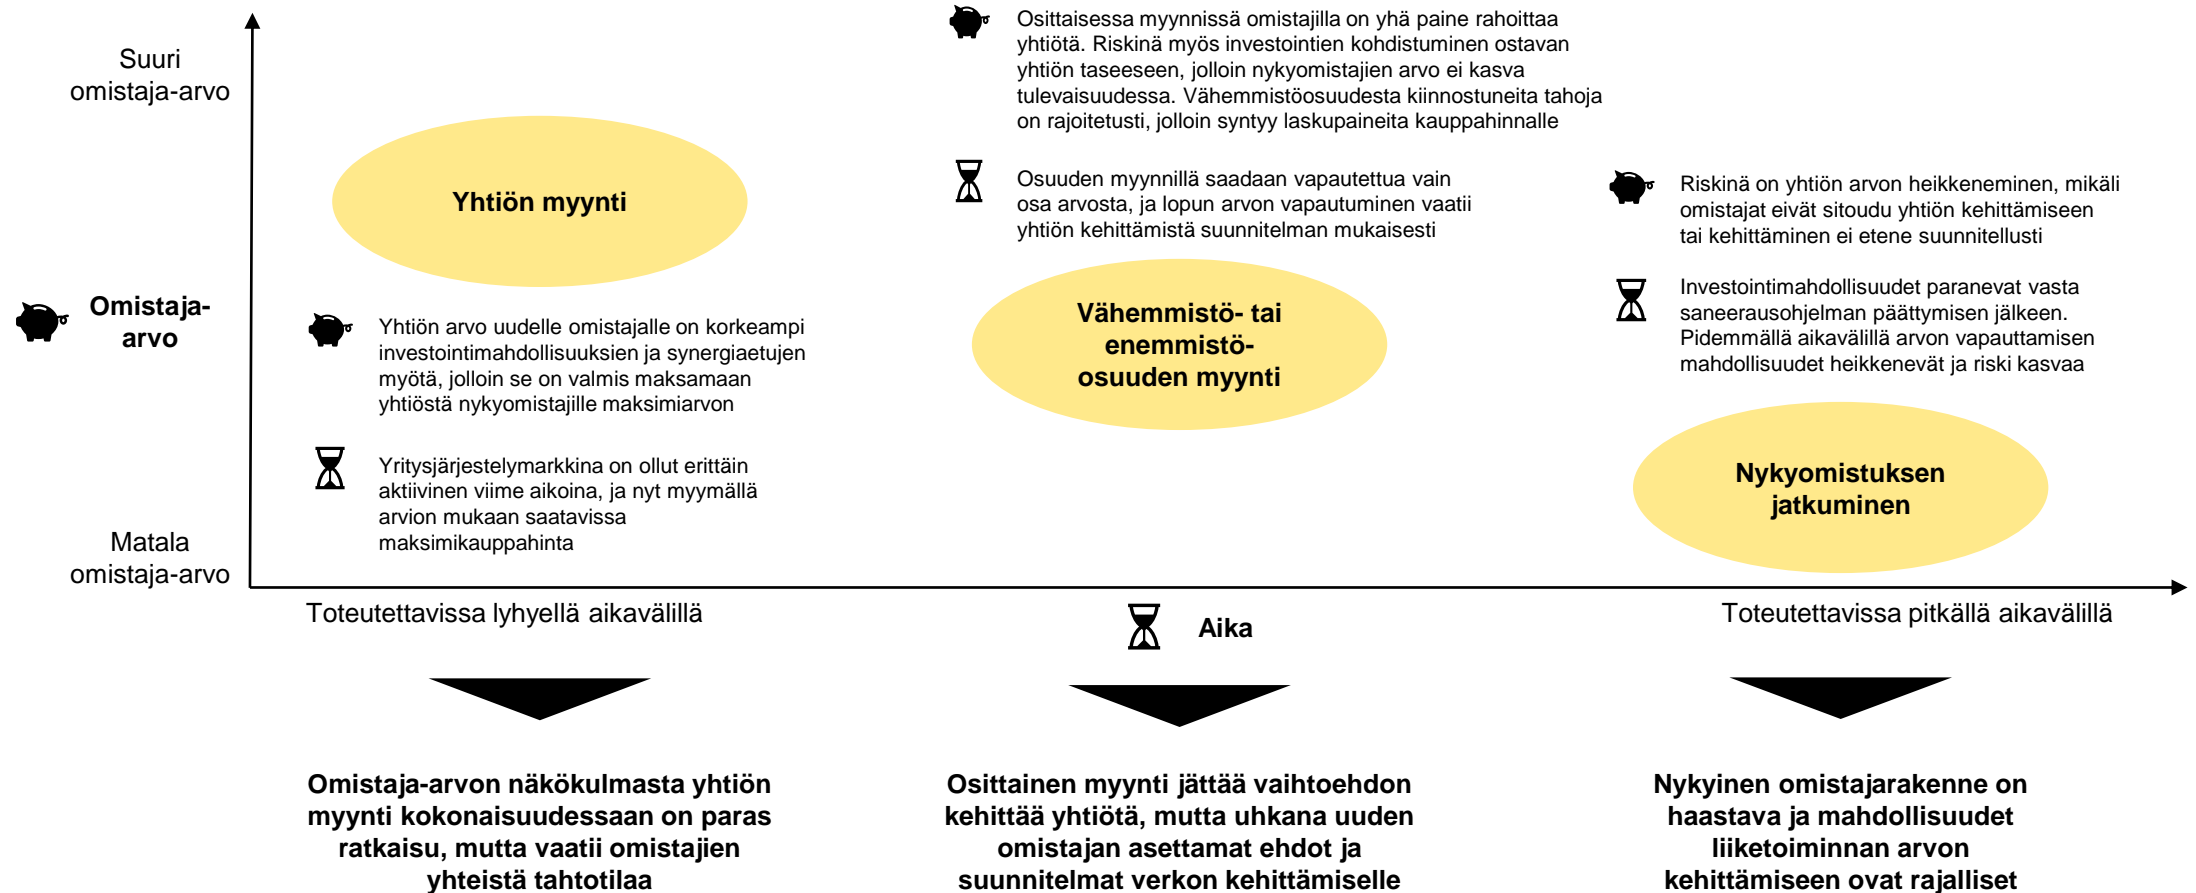 Suuri
omistaja-arvo
Omistaja-
arvo
Matala
omistaja-arvo
Yhtiön myynti
Yhtiön arvo uudelle omistajalle on korkeampi
investointimahdollisuuksien ja synergiaetujen
myötä, jolloin se on valmis maksamaan
yhtiöstä nykyomistajille maksimiarvon
Yritysjärjestelymarkkina on ollut erittäin
aktiivinen viime aikoina, ja nyt myymällä
arvion mukaan saatavissa
maksimikauppahinta
Osittaisessa myynnissä omistajilla on yhä paine rahoittaa
yhtiötä. Riskinä myös investointien kohdistuminen ostavan
yhtiön taseeseen, jolloin nykyomistajien arvo ei kasva
tulevaisuudessa. Vähemmistöosuudesta kiinnostuneita tahoja
on rajoitetusti, jolloin syntyy laskupaineita kauppahinnalle
Osuuden myynnillä saadaan vapautettua vain
osa arvosta, ja lopun arvon vapautuminen vaatii
yhtiön kehittämistä suunnitelman mukaisesti
Vähemmistö- tai
enemmistö-
osuuden myynti
Riskinä on yhtiön arvon heikkeneminen, mikäli
omistajat eivät sitoudu yhtiön kehittämiseen
tai kehittäminen ei etene suunnitellusti
Investointimahdollisuudet paranevat vasta
saneerausohjelman päättymisen jälkeen.
Pidemmällä aikavälillä arvon vapauttamisen
mahdollisuudet heikkenevät ja riski kasvaa
Nykyomistuksen
jatkuminen
Toteutettavissa lyhyellä aikavälillä
Aika
Toteutettavissa pitkällä aikavälillä
Omistaja-arvon näkökulmasta yhtiön
myynti kokonaisuudessaan on paras
ratkaisu, mutta vaatii omistajien
yhteistä tahtotilaa
Osittainen myynti jättää vaihtoehdon
kehittää yhtiötä, mutta uhkana uuden
omistajan asettamat ehdot ja
suunnitelmat verkon kehittämiselle
Nykyinen omistajarakenne on
haastava ja mahdollisuudet
liiketoiminnan arvon
kehittämiseen ovat rajalliset